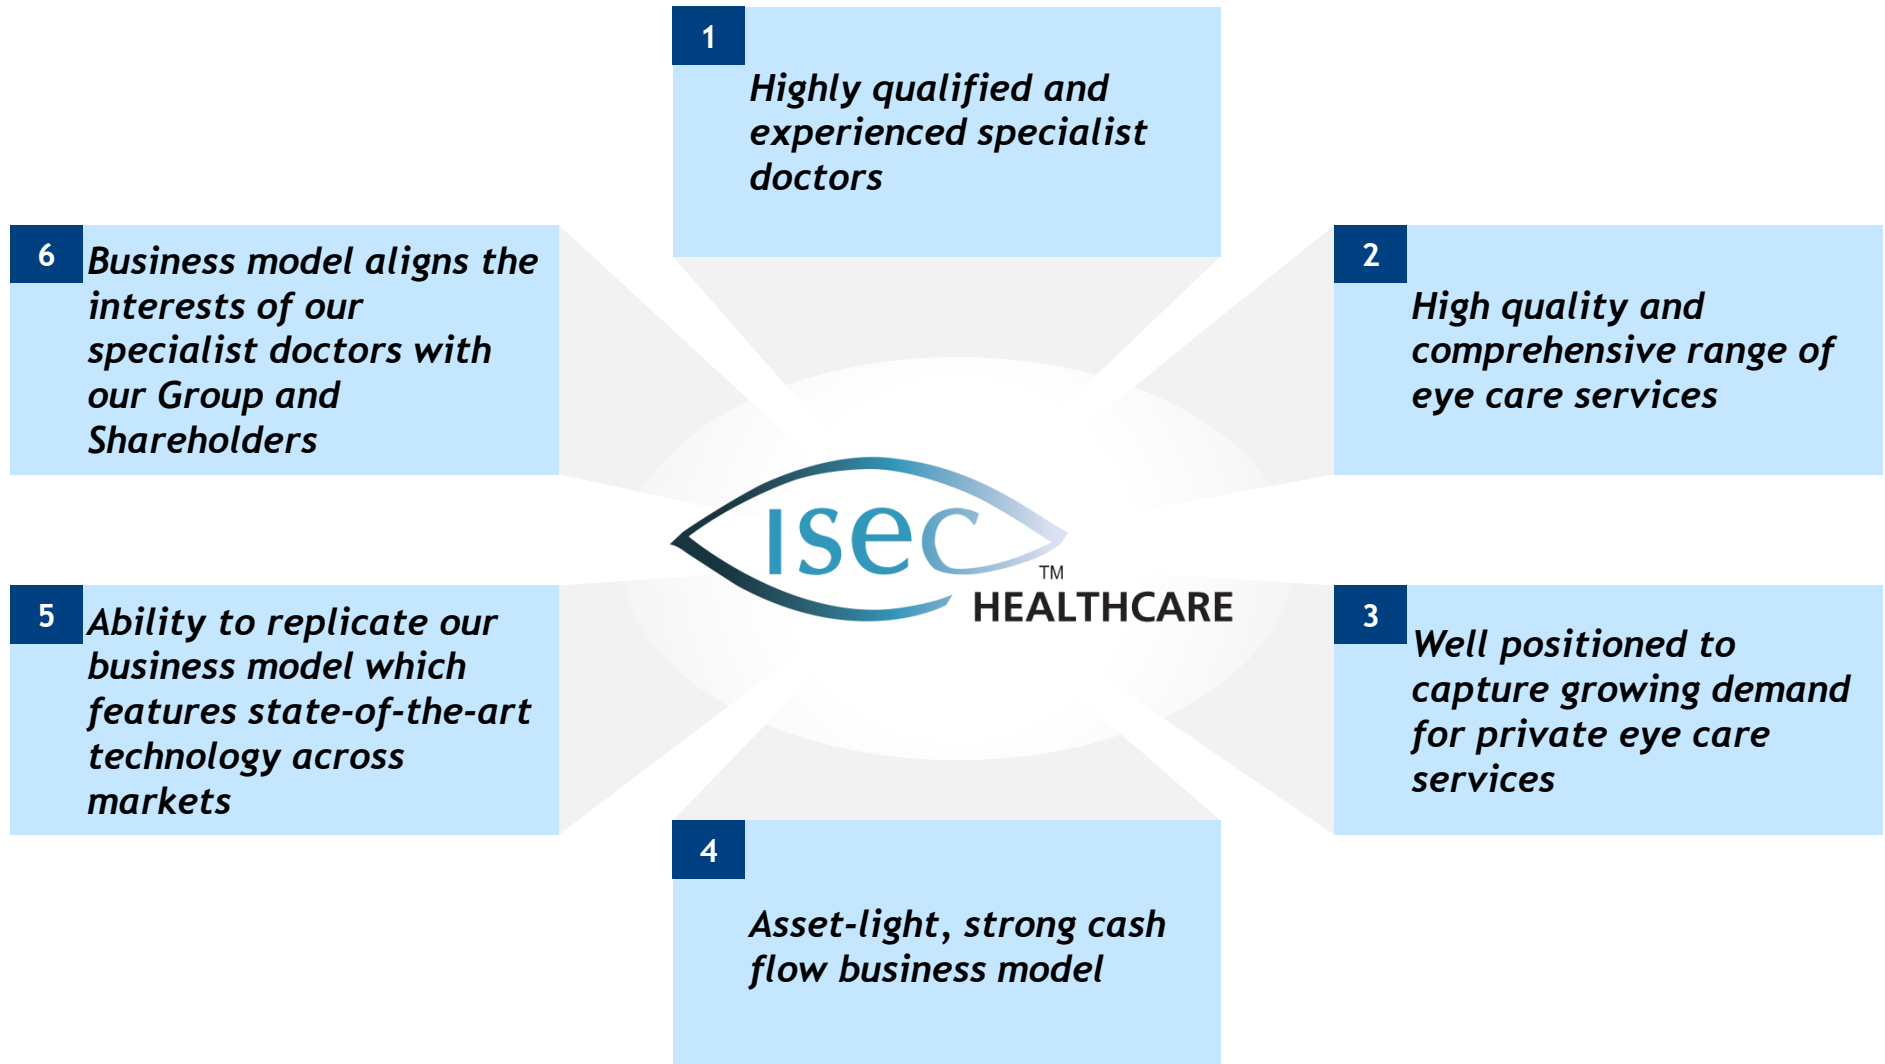 1
Highly qualified and
experienced specialist
doctors
2
High quality and
comprehensive range of
eye care services
3
Well positioned to
capture growing demand
for private eye care
services
4
Asset-light, strong cash
flow business model
5
Ability to replicate our
business model which
features state-of-the-art
technology across
markets
6
Business model aligns the
interests of our
specialist doctors with
our Group and
Shareholders
ISEC
TM
HEALTHCARE